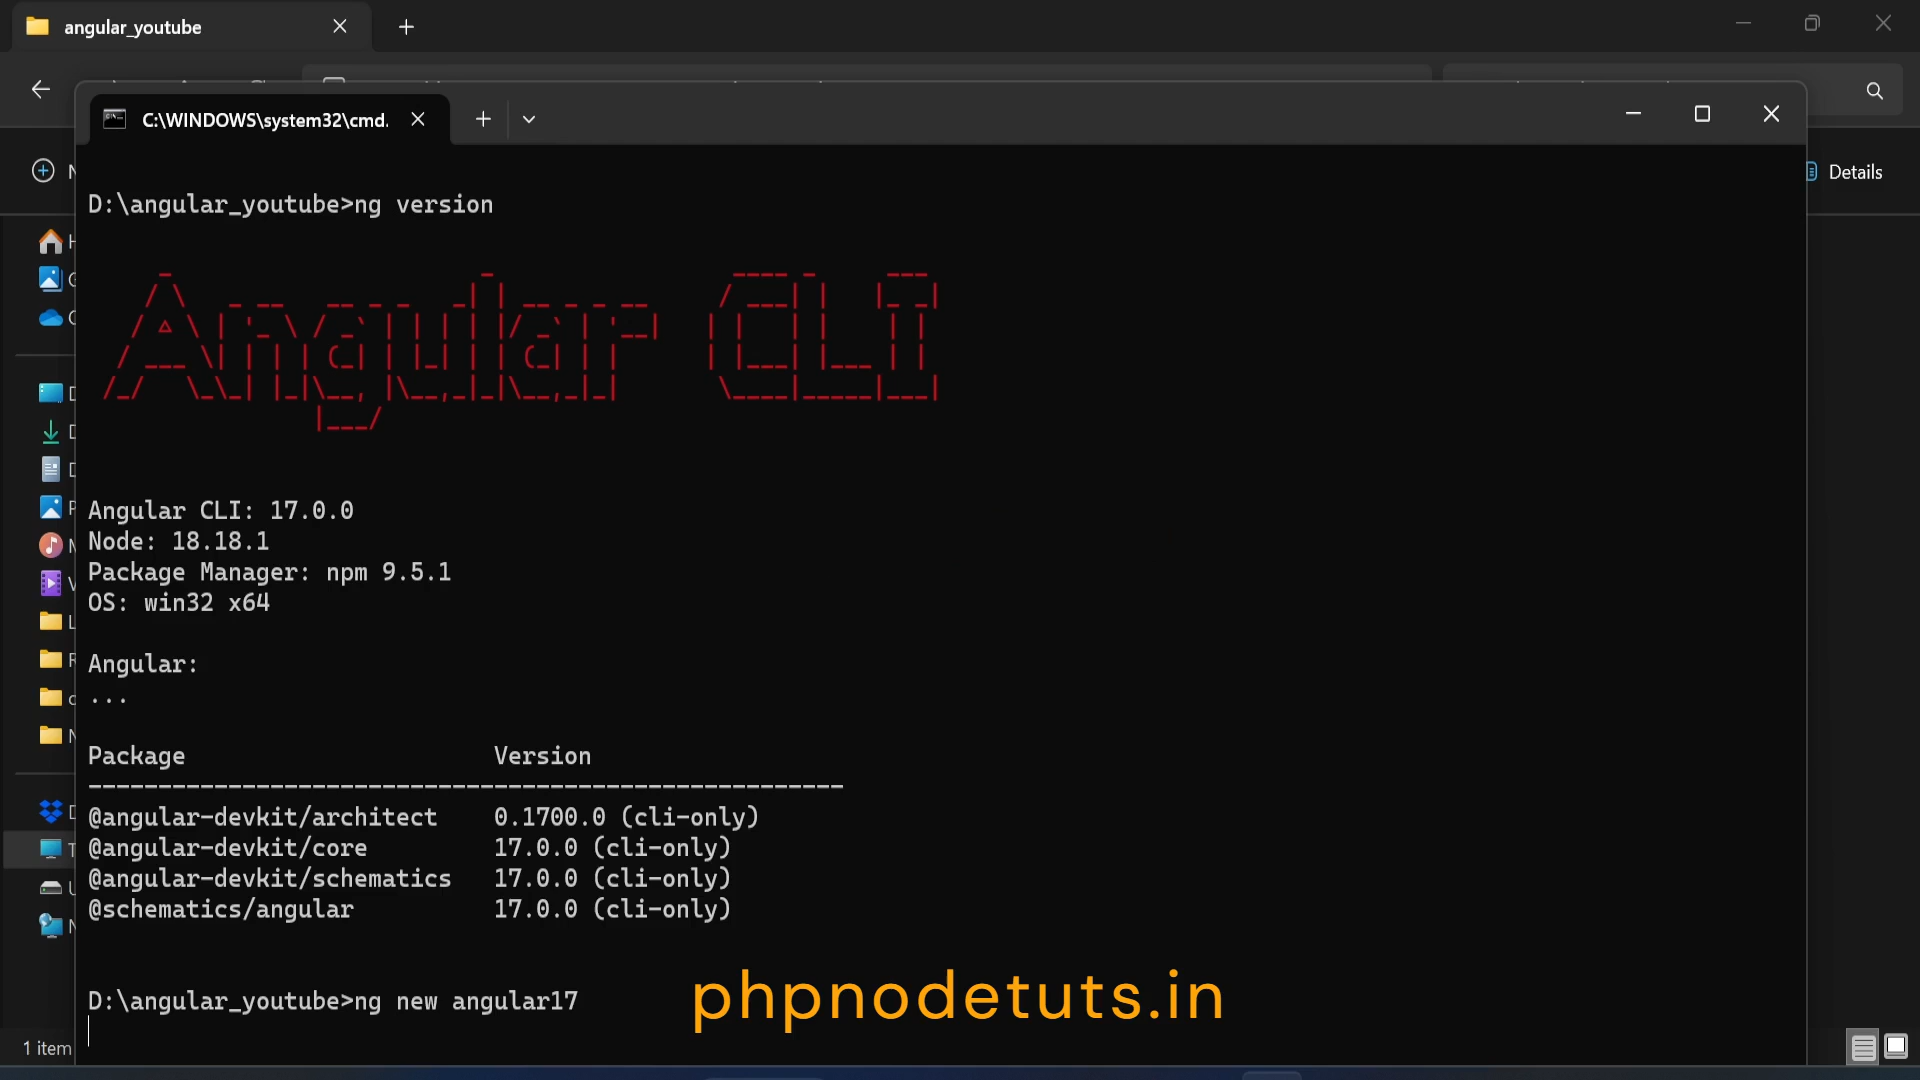 angular_youtube
C:\WINDOWS\system32\cmd.
Details
D:\angular_youtube>ng version
Angular CLI
Angular CLI: 17.0.0
Node: 18.18.1
Package Manager: npm 9.5.1
OS: win32 x64
Angular:
...
Package Version
------------------------------------------------------
@angular-devkit/architect 0.1700.0 (cli-only)
@angular-devkit/core 17.0.0 (cli-only)
@angular-devkit/schematics 17.0.0 (cli-only)
@schematics/angular 17.0.0 (cli-only)
D:\angular_youtube>ng new angular17
phpnodetuts.in
1 item